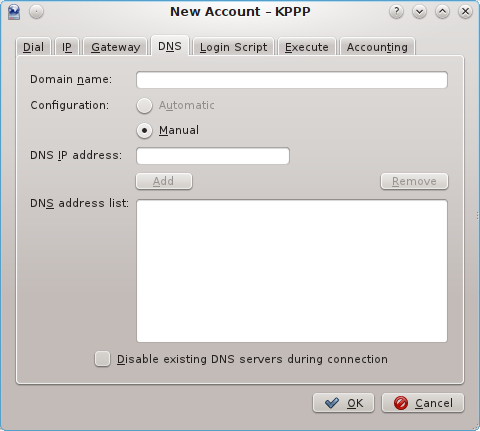 New Account – KPPP
?
Dial IP Gateway DNS Login Script Execute Accounting
Domain name:
Configuration: Automatic
Manual
DNS IP address:
Add Remove
DNS address list:
Disable existing DNS servers during connection
OK Cancel